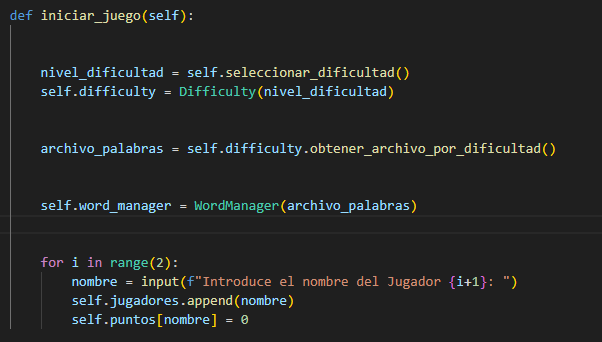 def iniciar_juego(self):
nivel_dificultad = self.seleccionar_dificultad()
self.difficulty = Difficulty(nivel_dificultad)
archivo_palabras = self.difficulty.obtener_archivo_por_dificultad()
self.word_manager = WordManager(archivo_palabras)
for i in range(2):
nombre = input(f"Introduce el nombre del Jugador {i+1}: ")
self.jugadores.append(nombre)
self.puntos[nombre] = 0